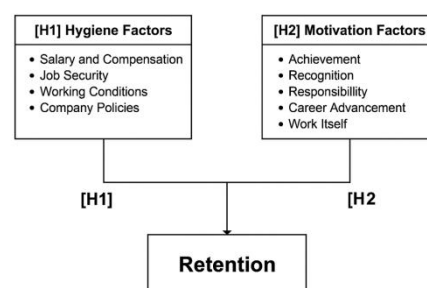 [H1] Hygiene Factors
• Salary and Compensation
• Job Security
• Working Conditions
• Company Policies
[H2] Motivation Factors
• Achievement
• Recognition
• Responsibillity
• Career Advancement
• Work Itself
[H1]
[H2
Retention